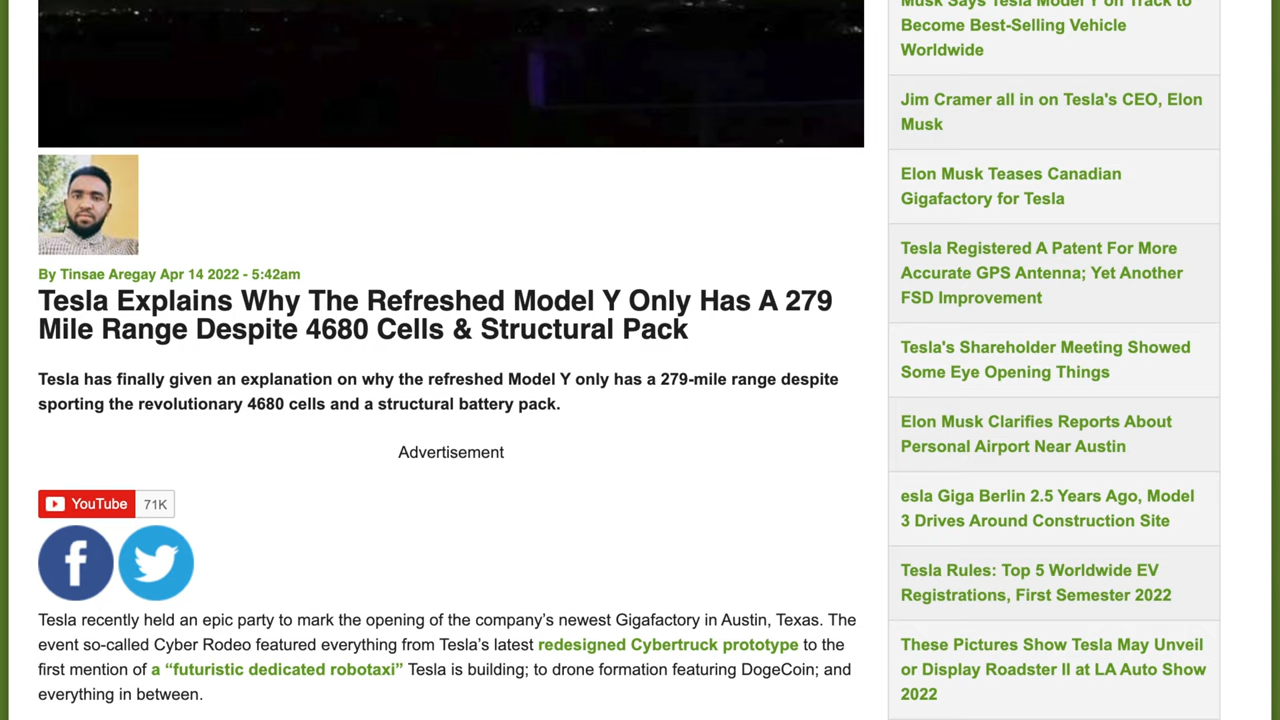 By Tinsae Aregay Apr 14 2022 - 5:42am
Tesla Explains Why The Refreshed Model Y Only Has A 279
Mile Range Despite 4680 Cells & Structural Pack
Tesla has finally given an explanation on why the refreshed Model Y only has a 279-mile range despite
sporting the revolutionary 4680 cells and a structural battery pack.
Advertisement
YouTube 71K
Tesla recently held an epic party to mark the opening of the company's newest Gigafactory in Austin, Texas. The
event so-called Cyber Rodeo featured everything from Tesla's latest redesigned Cybertruck prototype to the
first mention of a “futuristic dedicated robotaxi” Tesla is building; to drone formation featuring DogeCoin; and
everything in between.
Musk Says Tesla Model Y on Track to
Become Best-Selling Vehicle
Worldwide
Jim Cramer all in on Tesla's CEO, Elon
Musk
Elon Musk Teases Canadian
Gigafactory for Tesla
Tesla Registered A Patent For More
Accurate GPS Antenna; Yet Another
FSD Improvement
Tesla's Shareholder Meeting Showed
Some Eye Opening Things
Elon Musk Clarifies Reports About
Personal Airport Near Austin
esla Giga Berlin 2.5 Years Ago, Model
3 Drives Around Construction Site
Tesla Rules: Top 5 Worldwide EV
Registrations, First Semester 2022
These Pictures Show Tesla May Unveil
or Display Roadster II at LA Auto Show
2022